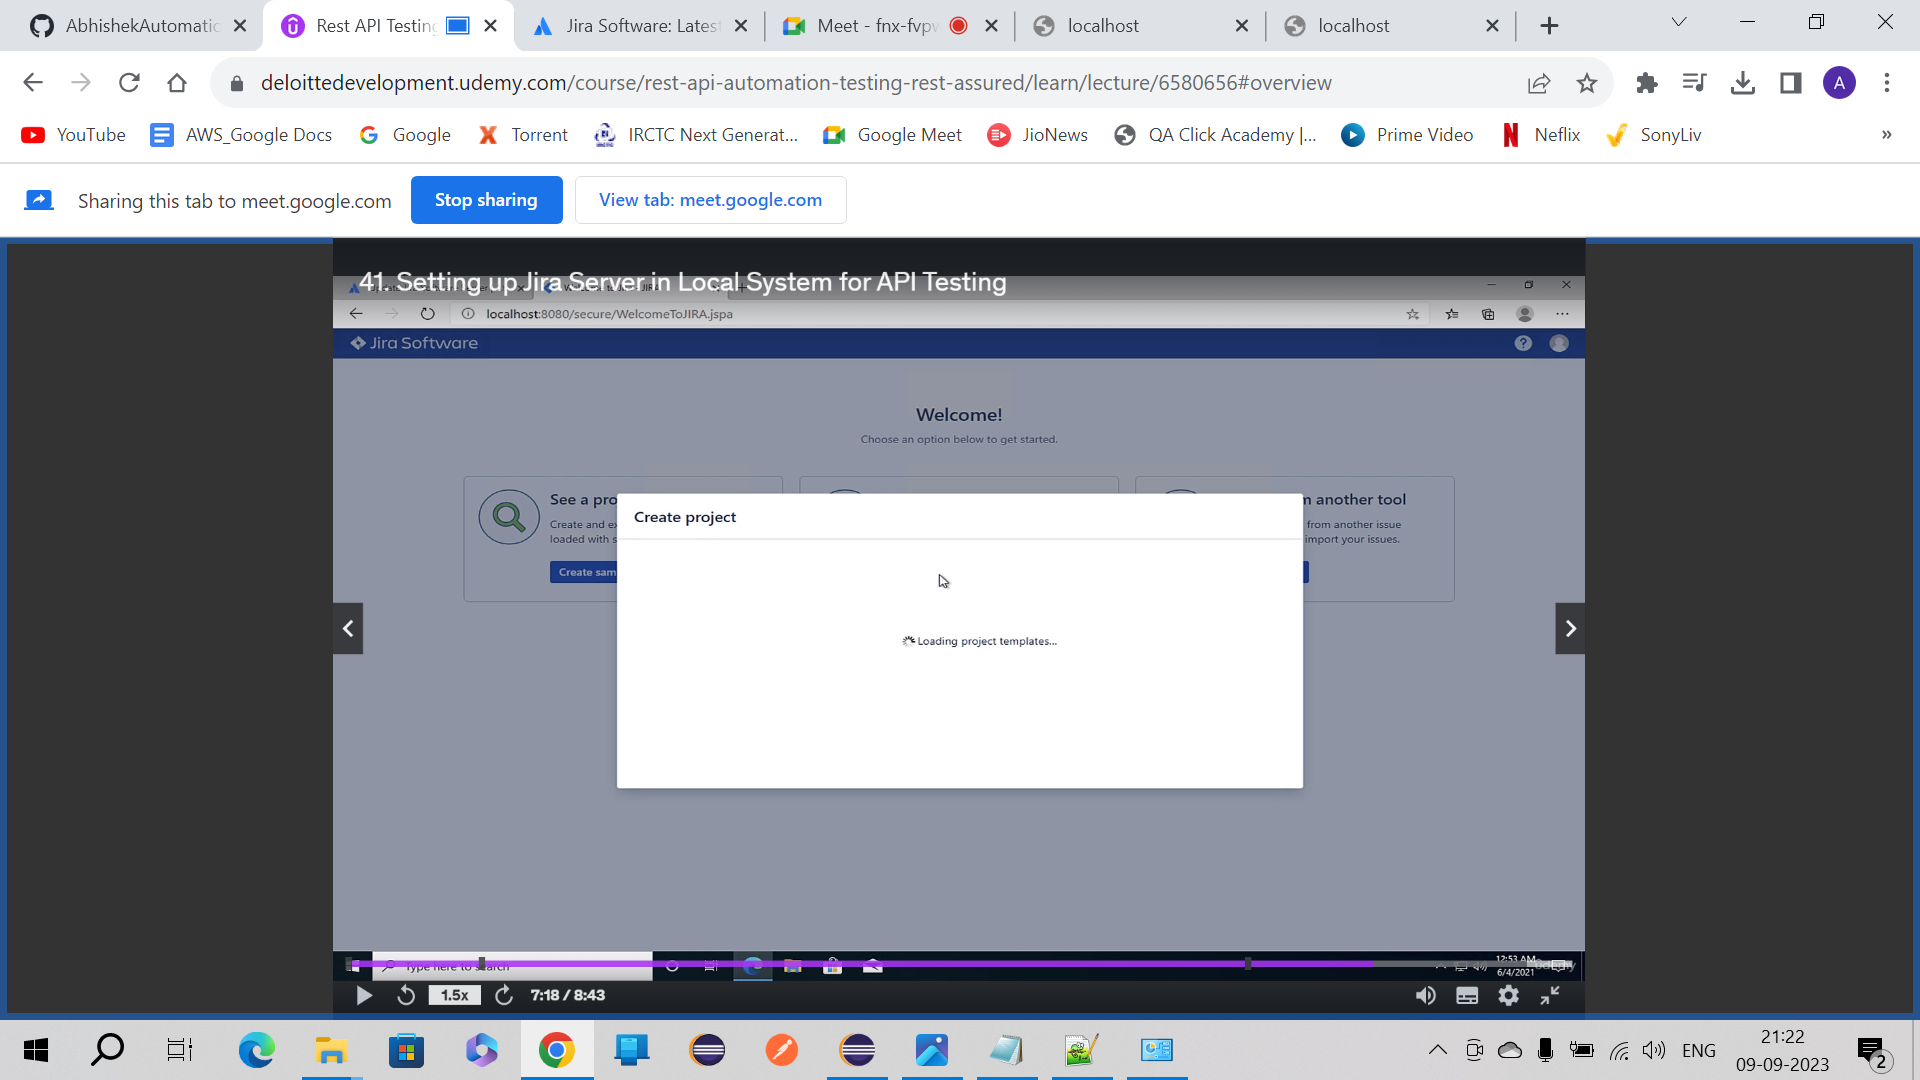 AbhishekAutomatic
Rest API Testing
Jira Software: Latest
Meet - fnx-fvpv
localhost
localhost
deloittedevelopment.udemy.com/course/rest-api-automation-testing-rest-assured/learn/lecture/6580656#overview
A
YouTube
AWS_Google Docs
Google
Torrent
IRCTC Next Generat...
Google Meet
JioNews
QA Click Academy |...
Prime Video
Neflix
SonyLiv
»
Sharing this tab to meet.google.com
Stop sharing
View tab: meet.google.com
41. Setting up Jira Server in Local System for API Testing
localhost:8080/secure/WelcomeToJIRA.jspa
Jira Software
Welcome!
Choose an option below to get started.
See a pro
Create and ex
loaded with s
Create sam
n another tool
from another issue
import your issues.
Create project
Loading project templates...
Type here to search
12:53 AM
6/4/2021
1.5x
7:18 / 8:43
ENG
21:22
09-09-2023
2